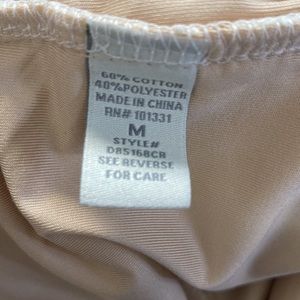 60% COTTON
40%POLYESTER
MADE IN CHINA
RN# 101331
M
STYLE#
D85168CR
SEE REVERSE
FOR CARE